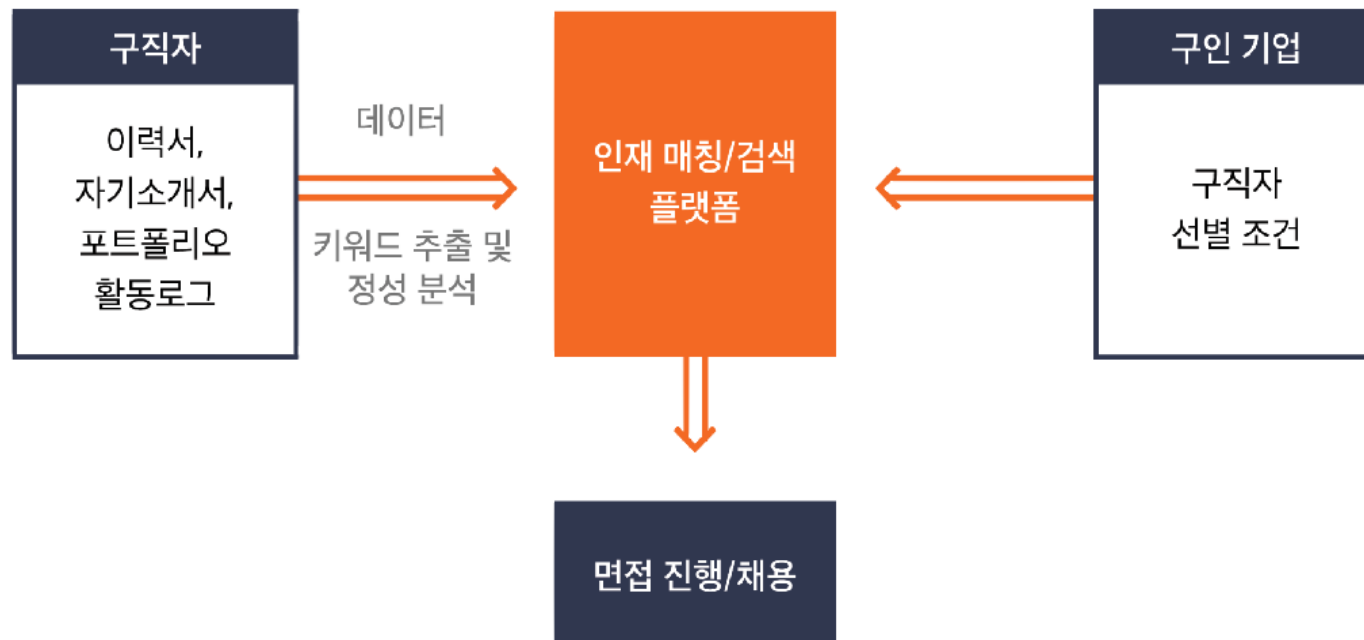 구직자
이력서,
자기소개서,
포트폴리오
활동로그
데이터
키워드 추출 및
정성 분석
인재 매칭/검색
플랫폼
구인 기업
구직자
선별 조건
면접 진행/채용